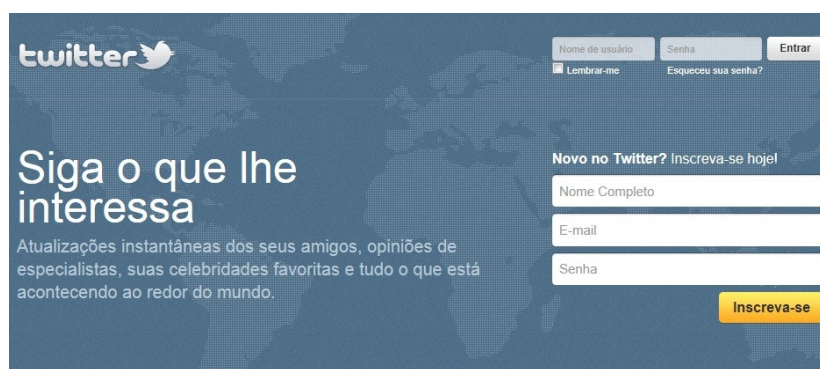 twitter
Nome de usuário
Senha
Entrar
Lembrar-me
Esqueceu sua senha?
Siga o que lhe
interessa
Atualizações instantâneas dos seus amigos, opiniões de
especialistas, suas celebridades favoritas e tudo o que está
acontecendo ao redor do mundo.
Novo no Twitter? Inscreva-se hoje!
Nome Completo
E-mail
Senha
Inscreva-se